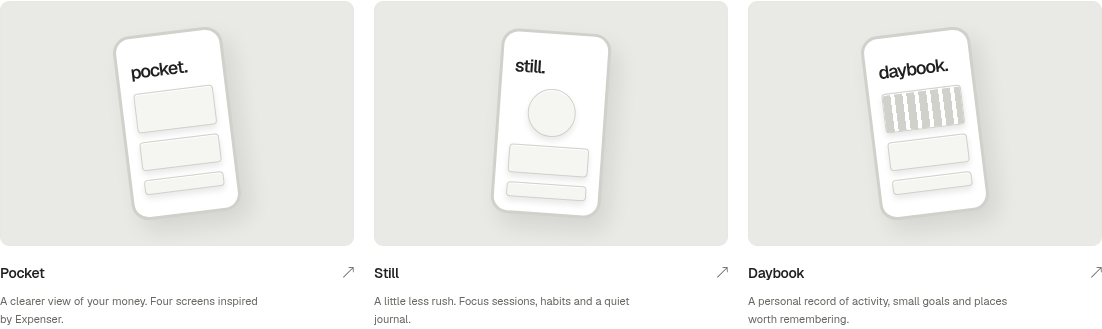 pocket.
still.
daybook.
Pocket
A clearer view of your money. Four screens inspired
by Expenser.
Still
A little less rush. Focus sessions, habits and a quiet
journal.
Daybook
A personal record of activity, small goals and places
worth remembering.